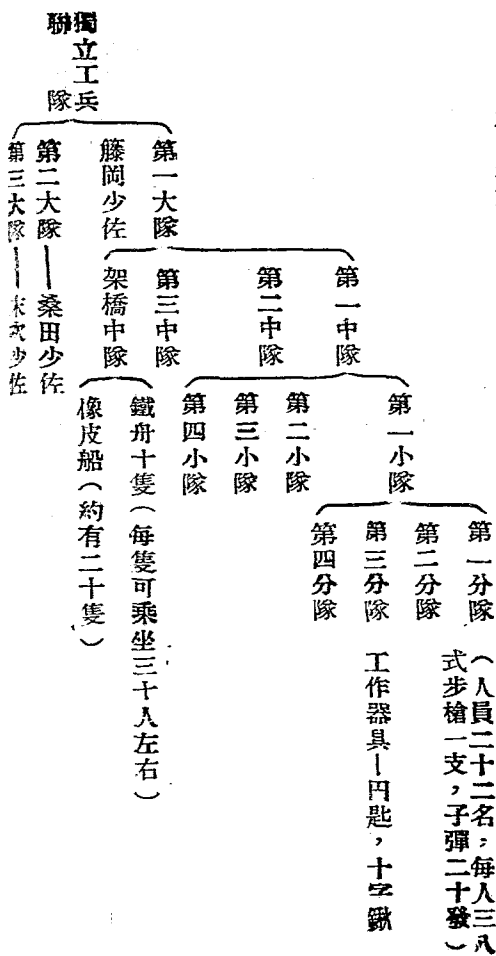 獨立工兵
聯隊
第一大隊
藤岡少佐
第二大隊——桑田少佐
第三大隊——末次少佐
第一中隊
第二中隊
第三中隊
架橋中隊
第一小隊
第二小隊
第三小隊
第四小隊
鐵舟十隻(每隻可乘坐三十人左右)
像皮船(約有二十隻)
第一分隊
(人員二十二名,每人三八
式步槍一支,子彈二十發)
第二分隊
第三分隊
工作器具—円匙,十字鍬
第四分隊